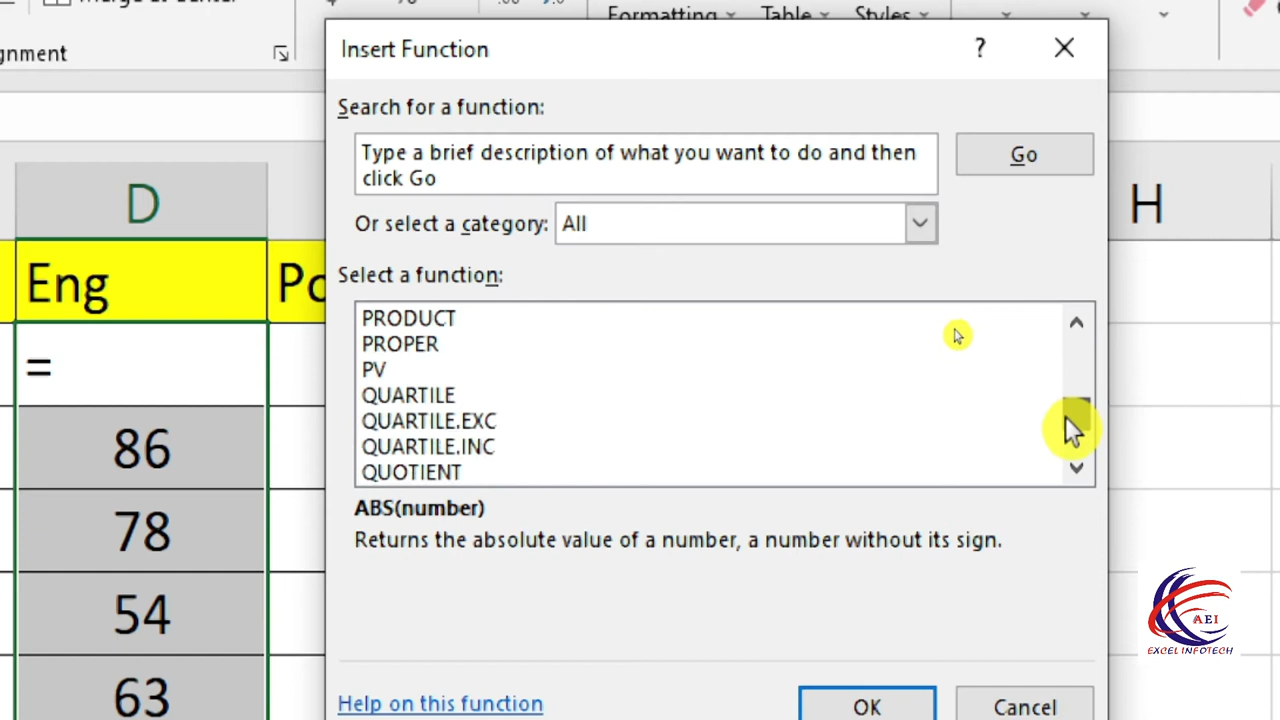 Formatting Table Styles
nment
Insert Function
?
Search for a function:
Type a brief description of what you want to do and then
click Go
Go
Or select a category: All
D
H
Select a function:
Eng
Po
PRODUCT
PROPER
PV
QUARTILE
QUARTILE.EXC
QUARTILE.INC
QUOTIENT
=
86
ABS(number)
Returns the absolute value of a number, a number without its sign.
78
54
AEI
EXCEL INFOTECH
63
Help on this function
OK
Cancel